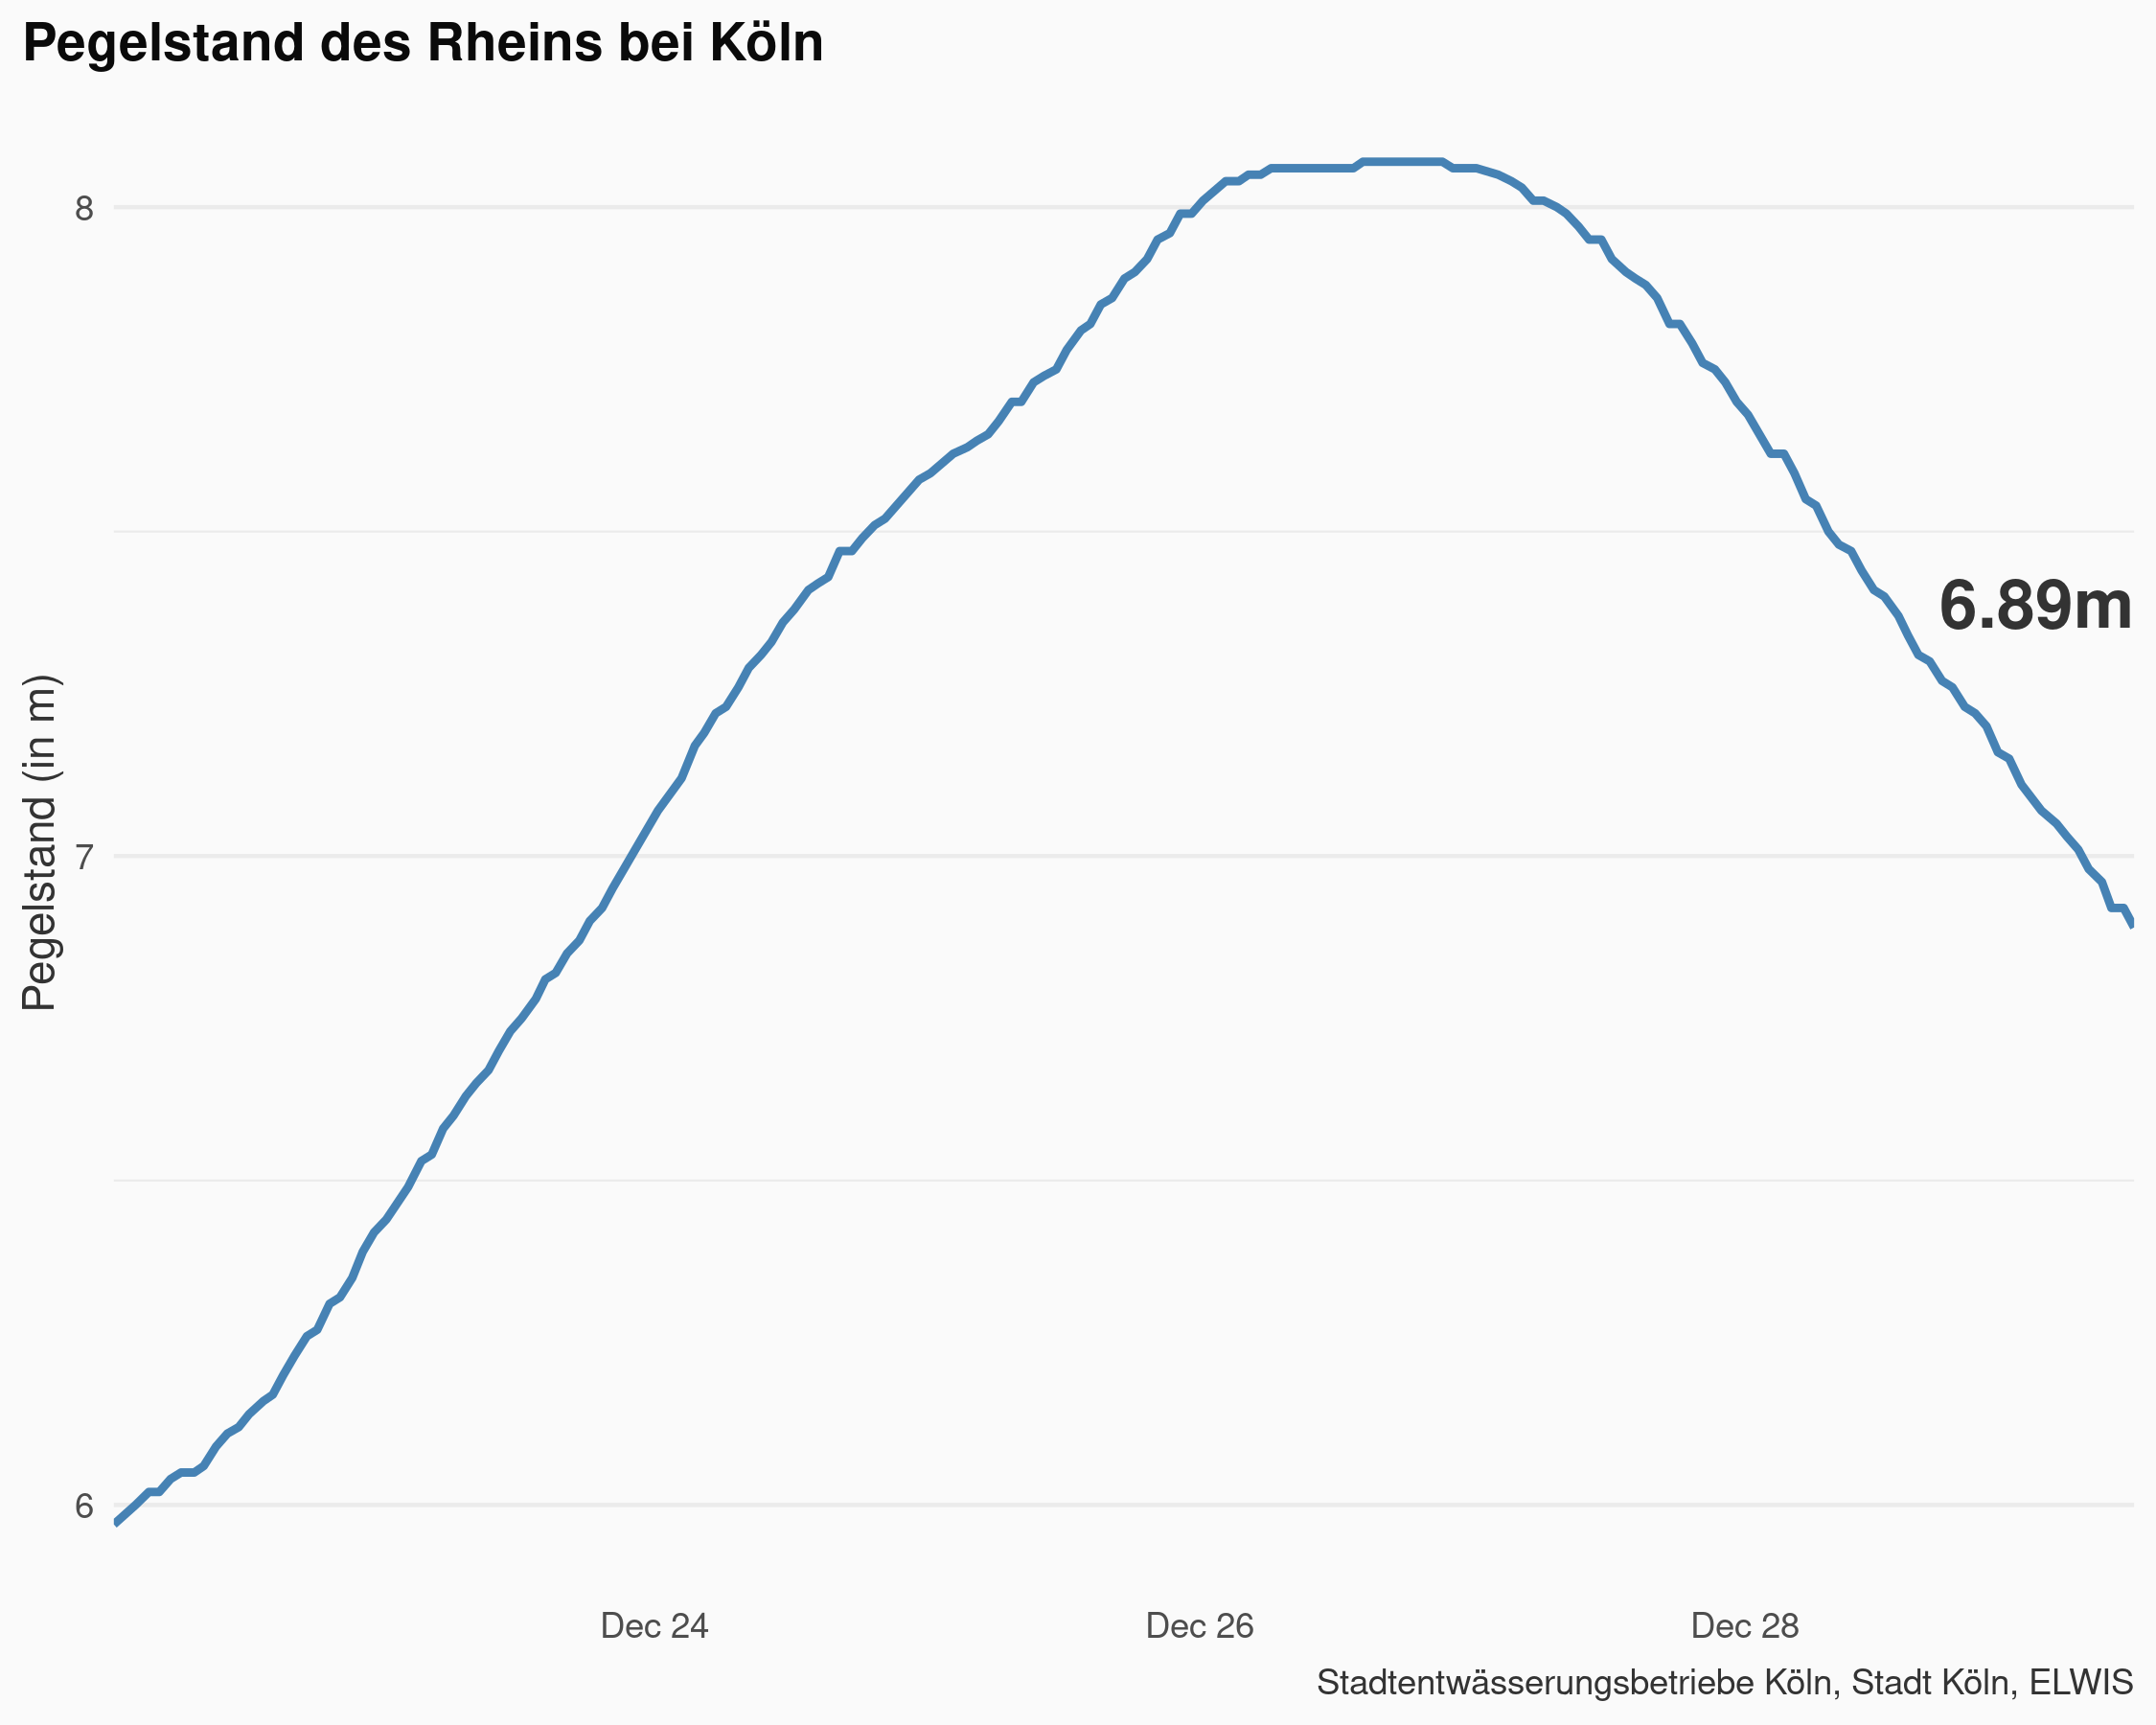 Pegelstand des Rheins bei Köln
Pegelstand (in m)
8
7
6
6.89m
Dec 24
Dec 26
Dec 28
Stadtentwässerungsbetriebe Köln, Stadt Köln, ELWIS